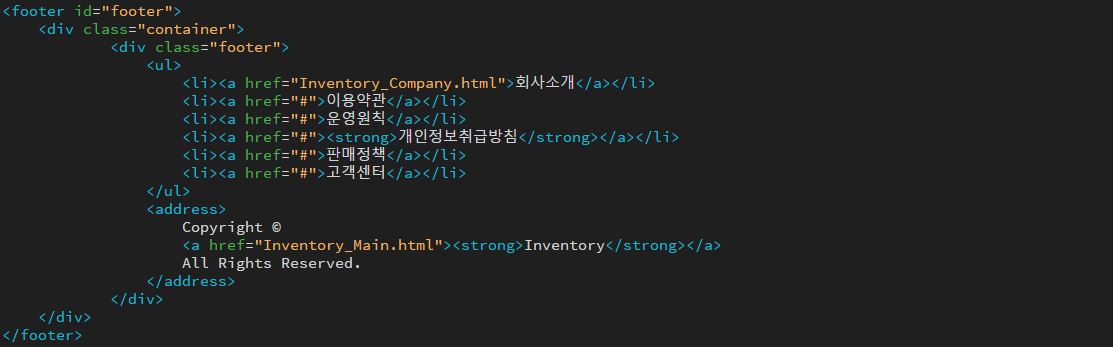 <footer id="footer">
    <div class="container">
            <div class="footer">
                <ul>
                    <li><a href="Inventory_Company.html">회사소개</a></li>
                    <li><a href="#">이용약관</a></li>
                    <li><a href="#">운영원칙</a></li>
                    <li><a href="#"><strong>개인정보취급방침</strong></a></li>
                    <li><a href="#">판매정책</a></li>
                    <li><a href="#">고객센터</a></li>
                </ul>
                <address>
                    Copyright ©
                    <a href="Inventory_Main.html"><strong>Inventory</strong></a>
                    All Rights Reserved.
                </address>
            </div>
    </div>
</footer>